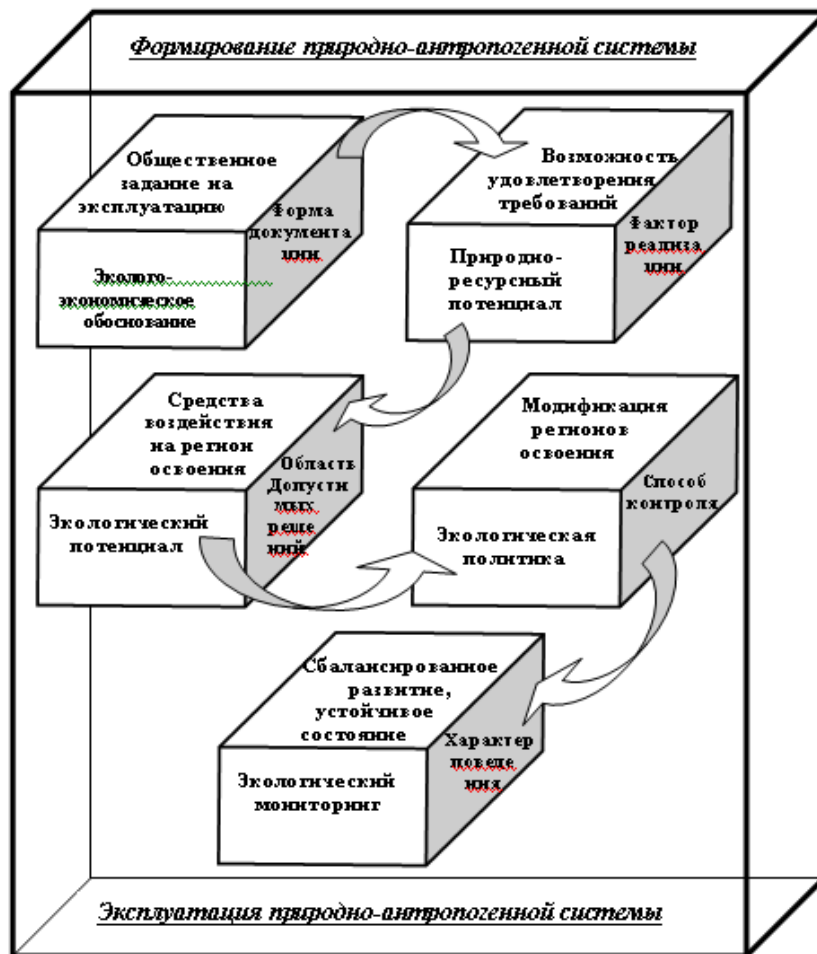 Формирование природно-антропогенной системы
Общественное
задание на
эксплуатацию
Форма
документа
ции
Эколого-
экономическое
обоснование
Возможность
удовлетворения
требований
Фактор
реализа
ции
Природно-
ресурсный
потенциал
Средства
воздействия
на регион
освоения
Область
Допусти
мых
реше
ний
Экологический
потенциал
Модификация
регионов
освоения
Способ
контроля
Экологическая
политика
Сбалансированное
развитие,
устойчивое
состояние
Характер
поведе
ния
Экологический
мониторинг
Эксплуатация природно-антропогенной системы